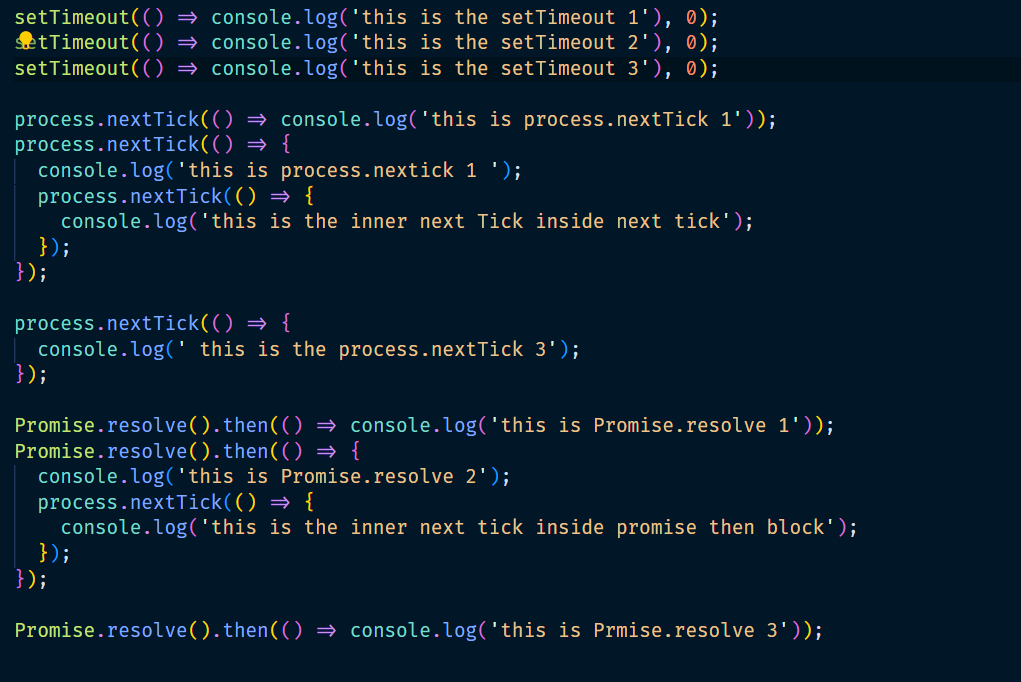 setTimeout(() => console.log('this is the setTimeout 1'), 0);
setTimeout(() => console.log('this is the setTimeout 2'), 0);
setTimeout(() => console.log('this is the setTimeout 3'), 0);

process.nextTick(() => console.log('this is process.nextTick 1'));
process.nextTick(() => {
  console.log('this is process.nextick 1 ');
  process.nextTick(() => {
    console.log('this is the inner next Tick inside next tick');
  });
});

process.nextTick(() => {
  console.log(' this is the process.nextTick 3');
});

Promise.resolve().then(() => console.log('this is Promise.resolve 1'));
Promise.resolve().then(() => {
  console.log('this is Promise.resolve 2');
  process.nextTick(() => {
    console.log('this is the inner next tick inside promise then block');
  });
});

Promise.resolve().then(() => console.log('this is Prmise.resolve 3'));